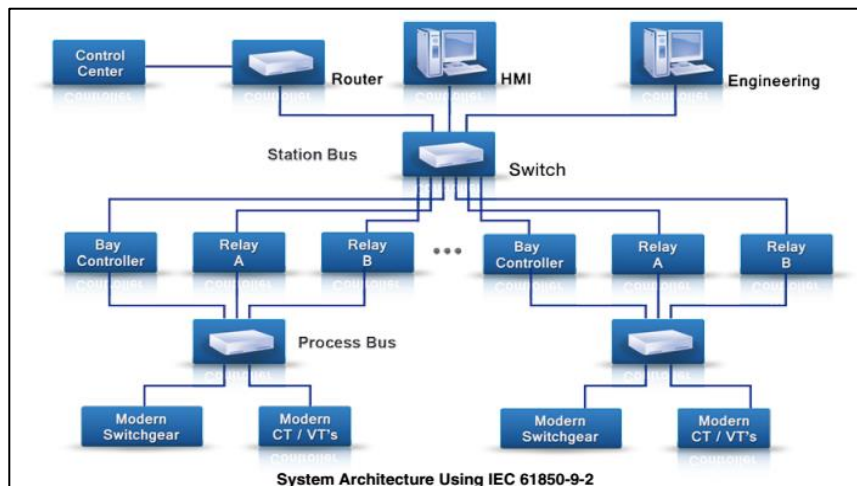 Control
Center
Router
HMI
Engineering
Station Bus
Switch
Bay
Controller
Relay
A
Relay
B
Bay
Controller
Relay
A
Relay
B
Process Bus
Modern
Switchgear
Modern
CT / VT's
Modern
Switchgear
Modern
CT / VT's
System Architecture Using IEC 61850-9-2